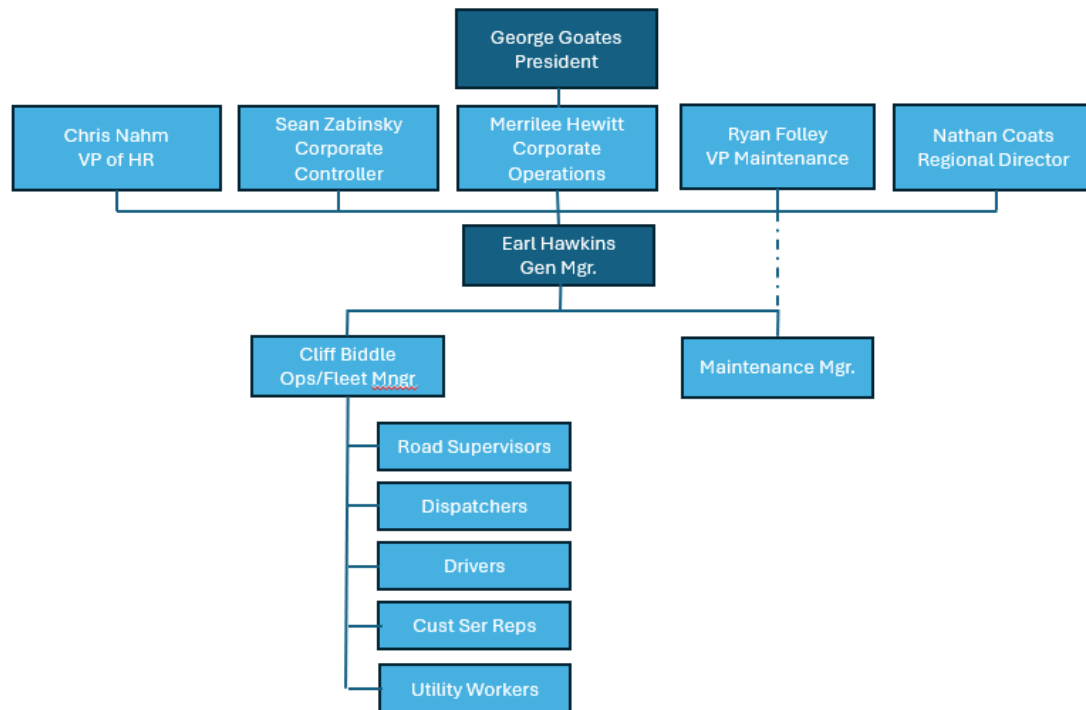 George Goates
President
Chris Nahm
VP of HR
Sean Zabinsky
Corporate
Controller
Merrilee Hewitt
Corporate
Operations
Ryan Folley
VP Maintenance
Nathan Coats
Regional Director
Earl Hawkins
Gen Mgr.
Cliff Biddle
Ops/Fleet Mngr
Maintenance Mgr.
Road Supervisors
Dispatchers
Drivers
Cust Ser Reps
Utility Workers